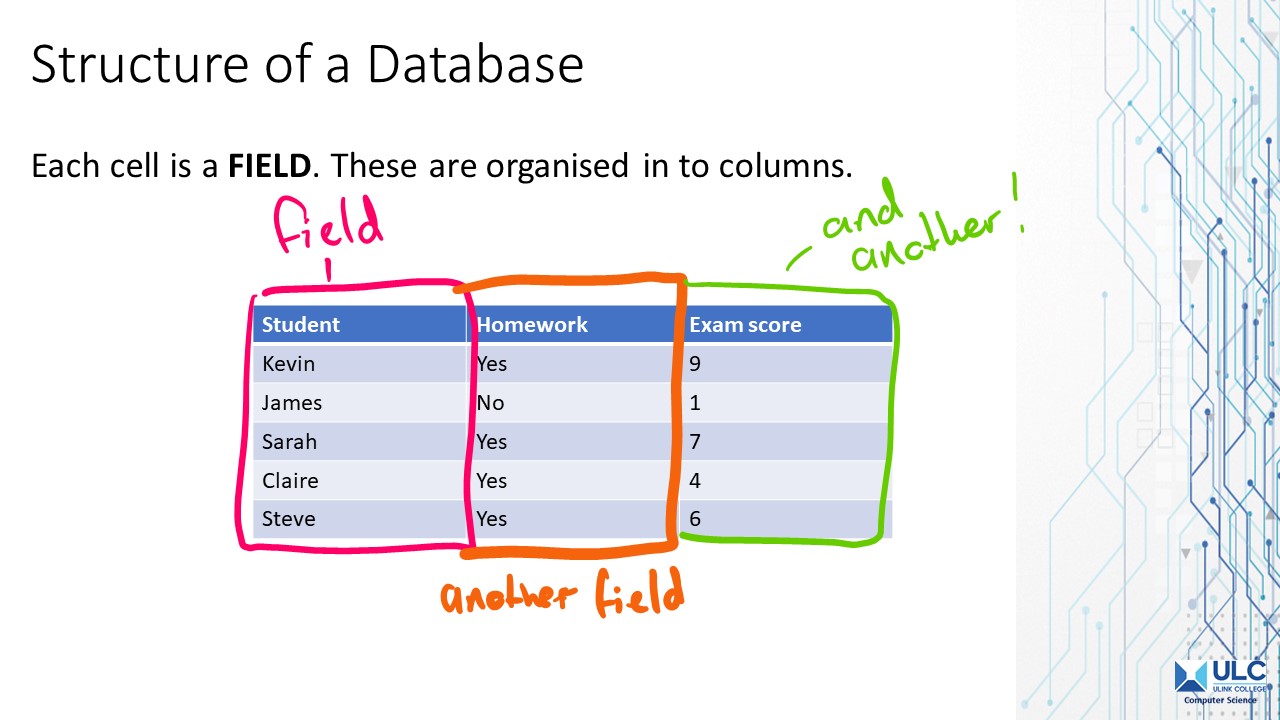 Structure of a Database
Each cell is a FIELD. These are organised in to columns.
field
and
another!
Student Homework Exam score
Kevin Yes 9
James No 1
Sarah Yes 7
Claire Yes 4
Steve Yes 6
another field
ULC
ULINK COLLEGE
Computer Science